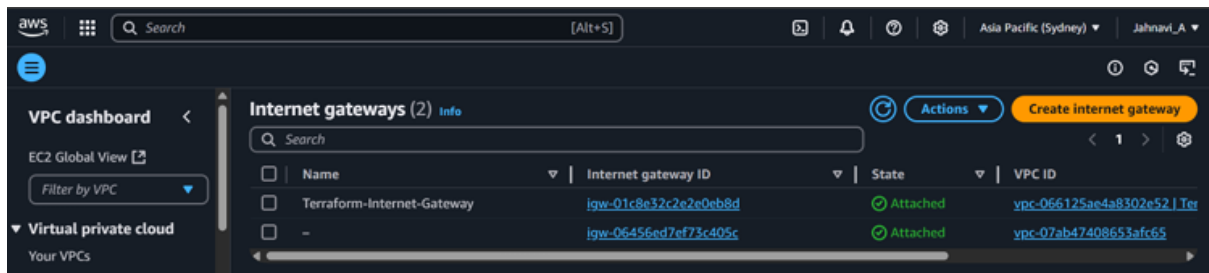 aws Search [Alt+S] Asia Pacific (Sydney) Jahnavi_A
VPC dashboard
EC2 Global View
Filter by VPC
Virtual private cloud
Your VPCs
Internet gateways (2) Info
Actions
Create internet gateway
Search
1
Name Internet gateway ID State VPC ID
Terraform-Internet-Gateway igw-01c8e32c2e2e0eb8d Attached vpc-066125ae4a8302e52 | Ter
– igw-06456ed7ef73c405c Attached vpc-07ab47408653afc65